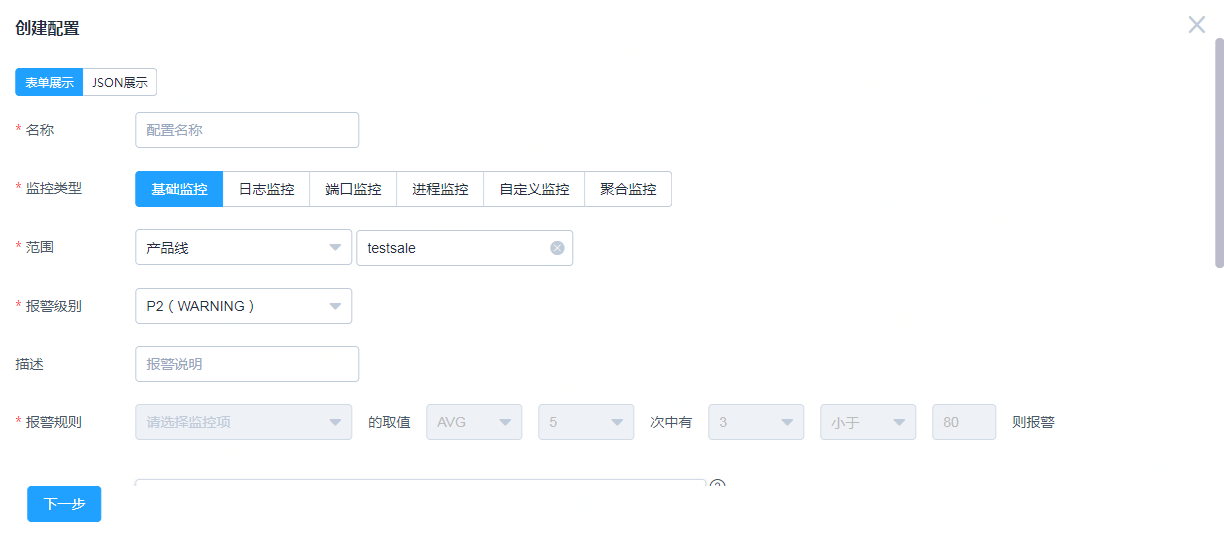 创建配置
表单展示 JSON展示
* 名称 配置名称
* 监控类型 基础监控 日志监控 端口监控 进程监控 自定义监控 聚合监控
* 范围 产品线 testsale
* 报警级别 P2（WARNING）
描述 报警说明
* 报警规则 请选择监控项 的取值 AVG 5 次中有 3 小于 80 则报警
下一步